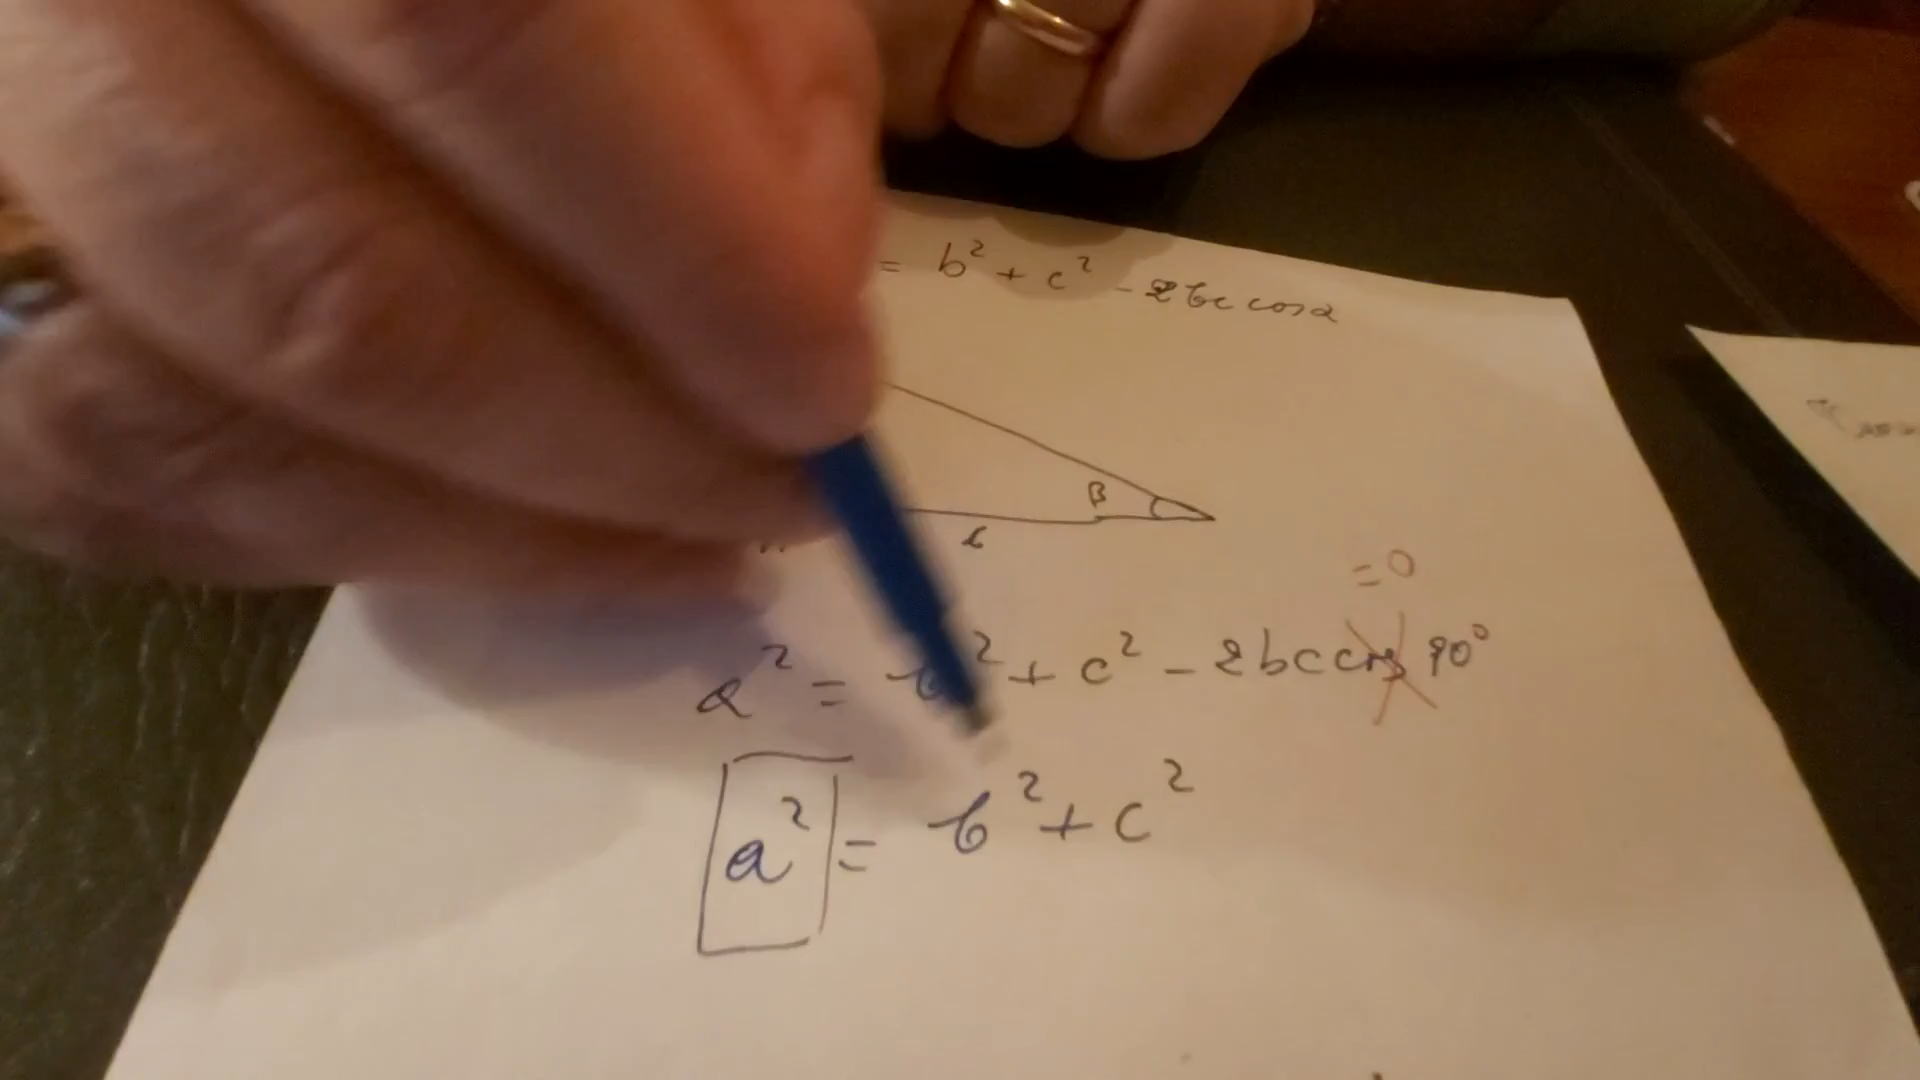 = b² + c² - 2bc cos α
β
c
= 0
a² = b² + c² - 2bc cos 90°
a² = b² + c²